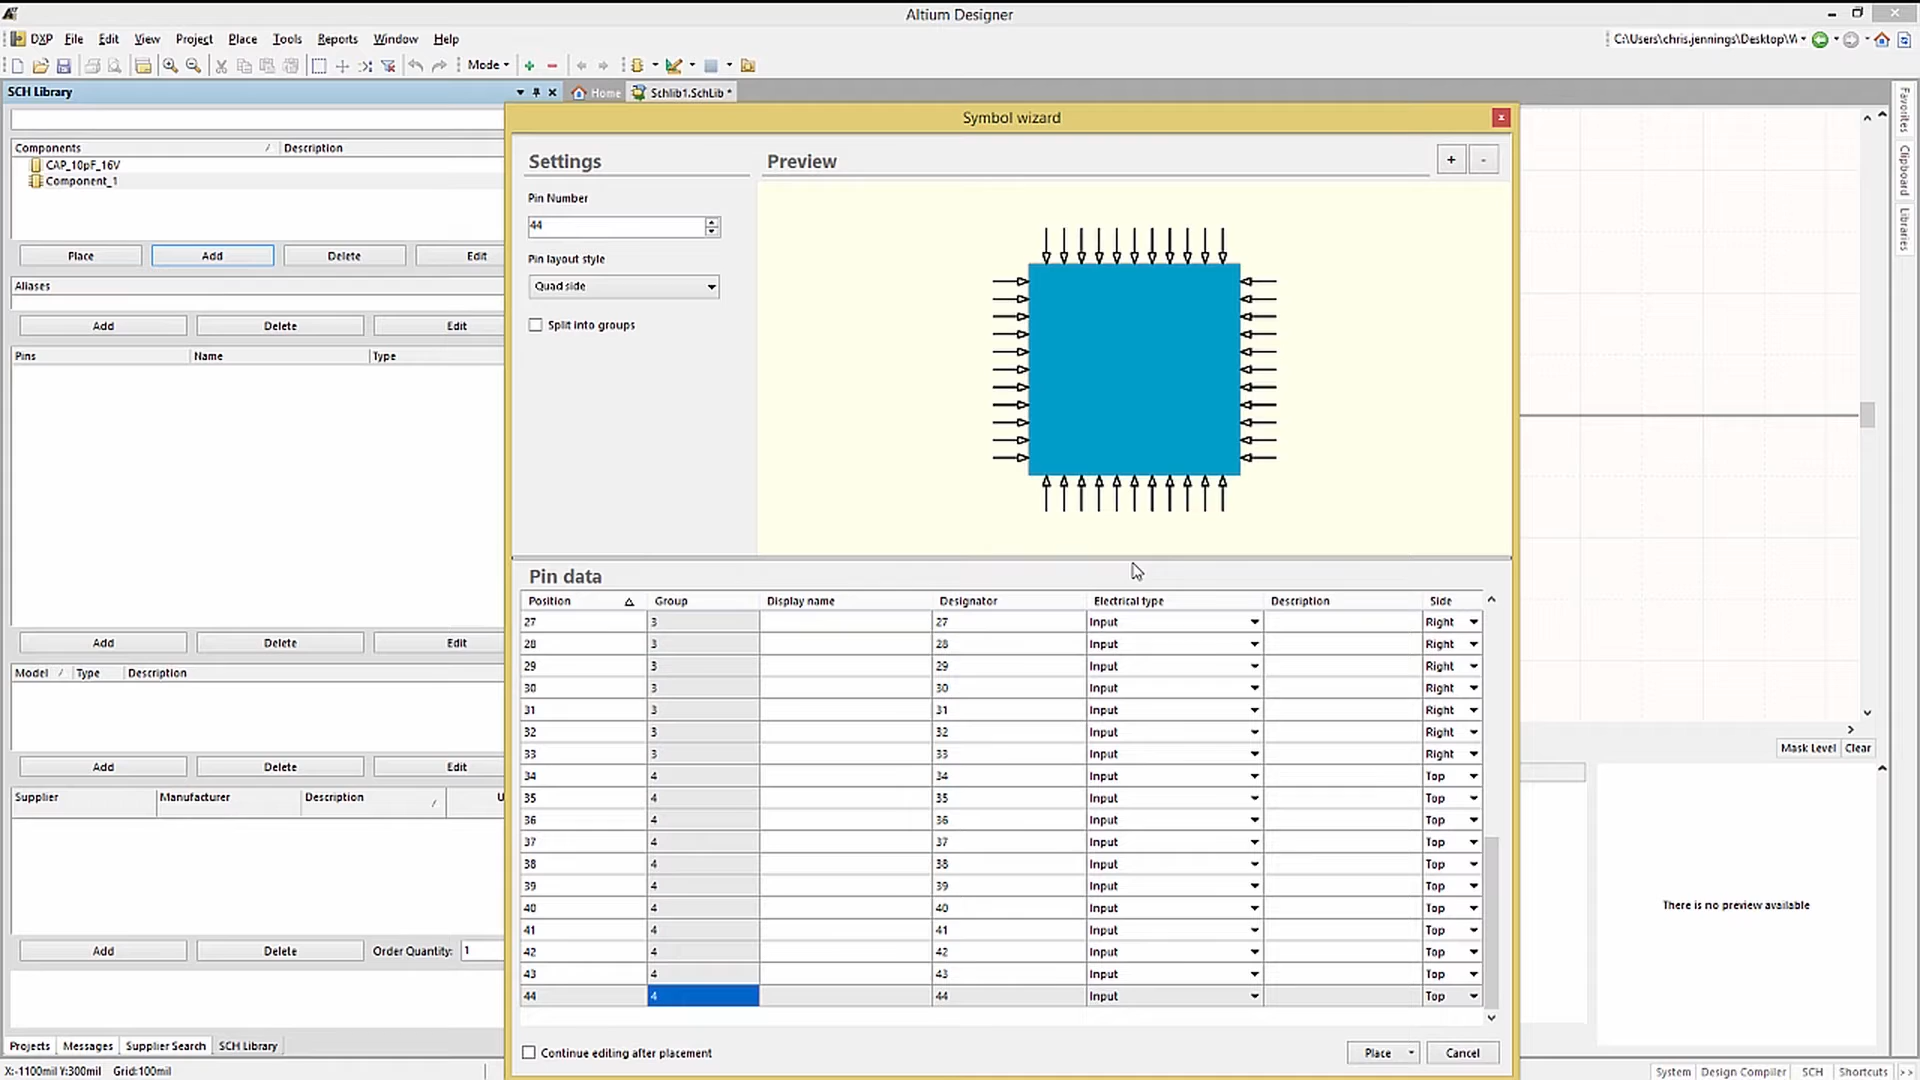 Altium Designer
DXP File Edit View Project Place Tools Reports Window Help
C:\Users\chris.jennings\Desktop\V
Mode
SCH Library
Home
Schlib1.SchLib *
Symbol wizard
Components / Description
CAP_10pF_16V
Component_1
Place Add Delete Edit
Aliases
Add Delete Edit
Pins Name Type
Add Delete Edit
Model / Type Description
Add Delete Edit
Supplier Manufacturer Description / U
Add Delete Order Quantity: 1
Projects Messages Supplier Search SCH Library
X:-1100mil Y:300mil Grid:100mil
Settings
Pin Number
44
Pin layout style
Quad side
Split into groups
Preview
+ -
Pin data
Position Group Display name Designator Electrical type Description Side
27 3 27 Input Right
28 3 28 Input Right
29 3 29 Input Right
30 3 30 Input Right
31 3 31 Input Right
32 3 32 Input Right
33 3 33 Input Right
34 4 34 Input Top
35 4 35 Input Top
36 4 36 Input Top
37 4 37 Input Top
38 4 38 Input Top
39 4 39 Input Top
40 4 40 Input Top
41 4 41 Input Top
42 4 42 Input Top
43 4 43 Input Top
44 4 44 Input Top
Continue editing after placement
Place Cancel
Favorites
Clipboard
Libraries
Mask Level Clear
There is no preview available
System Design Compiler SCH Shortcuts >>